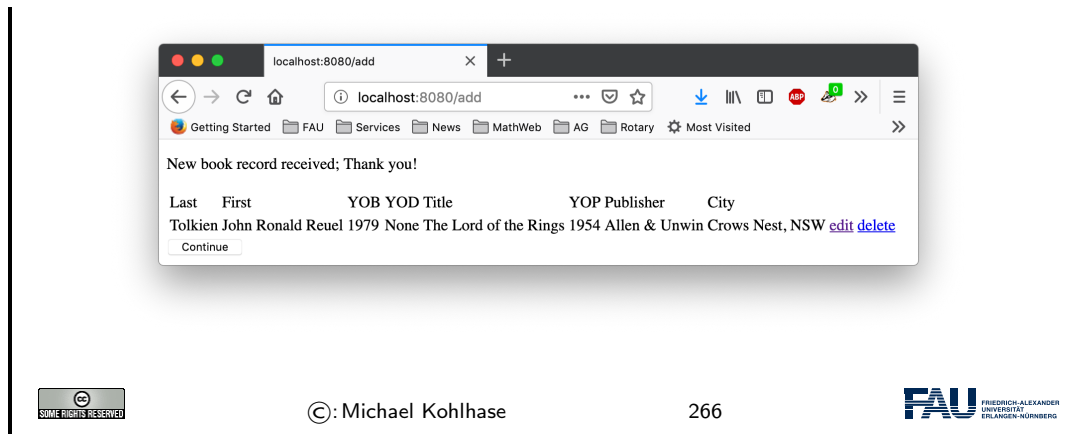 localhost:8080/add
localhost:8080/add
ABP
0
Getting Started FAU Services News MathWeb AG Rotary Most Visited
New book record received; Thank you!
Last First YOB YOD Title YOP Publisher City
Tolkien John Ronald Reuel 1979 None The Lord of the Rings 1954 Allen & Unwin Crows Nest, NSW edit delete
Continue
cc
SOME RIGHTS RESERVED
©: Michael Kohlhase
266
FAU
FRIEDRICH-ALEXANDER
UNIVERSITÄT
ERLANGEN-NÜRNBERG